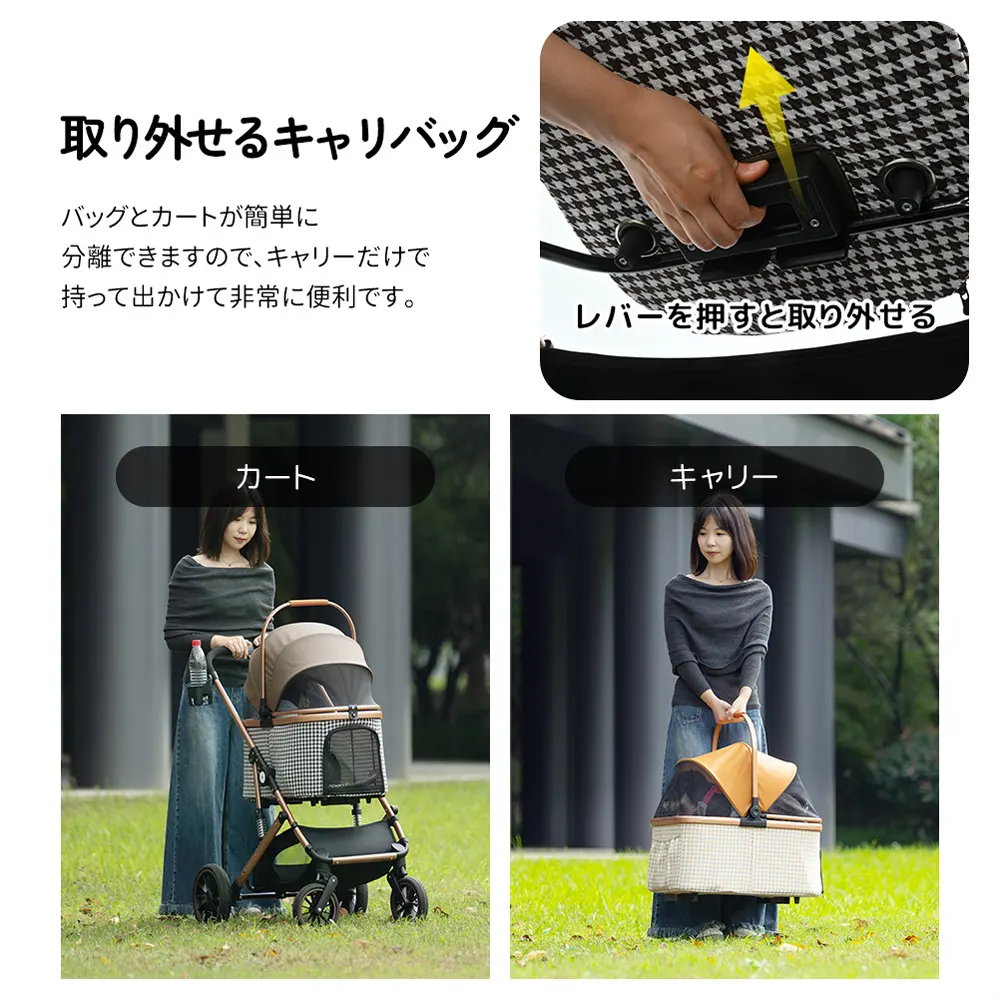 取り外せるキャリバッグ
バッグとカートが簡単に
分離できますので、キャリーだけで
持って出かけて非常に便利です。
レバーを押すと取り外せる
カート
キャリー